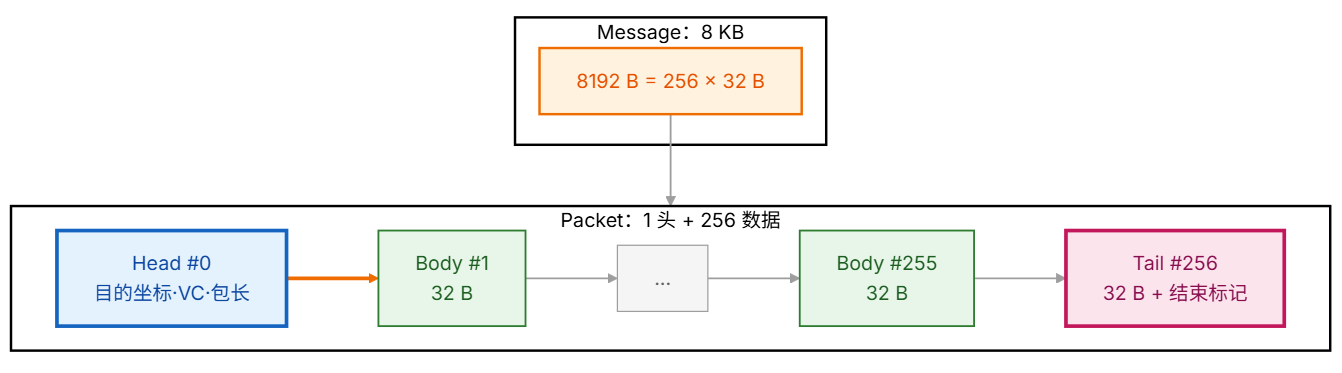 Message：8 KB
8192 B = 256 × 32 B
Packet：1 头 + 256 数据
Head #0
目的坐标·VC·包长
Body #1
32 B
...
Body #255
32 B
Tail #256
32 B + 结束标记